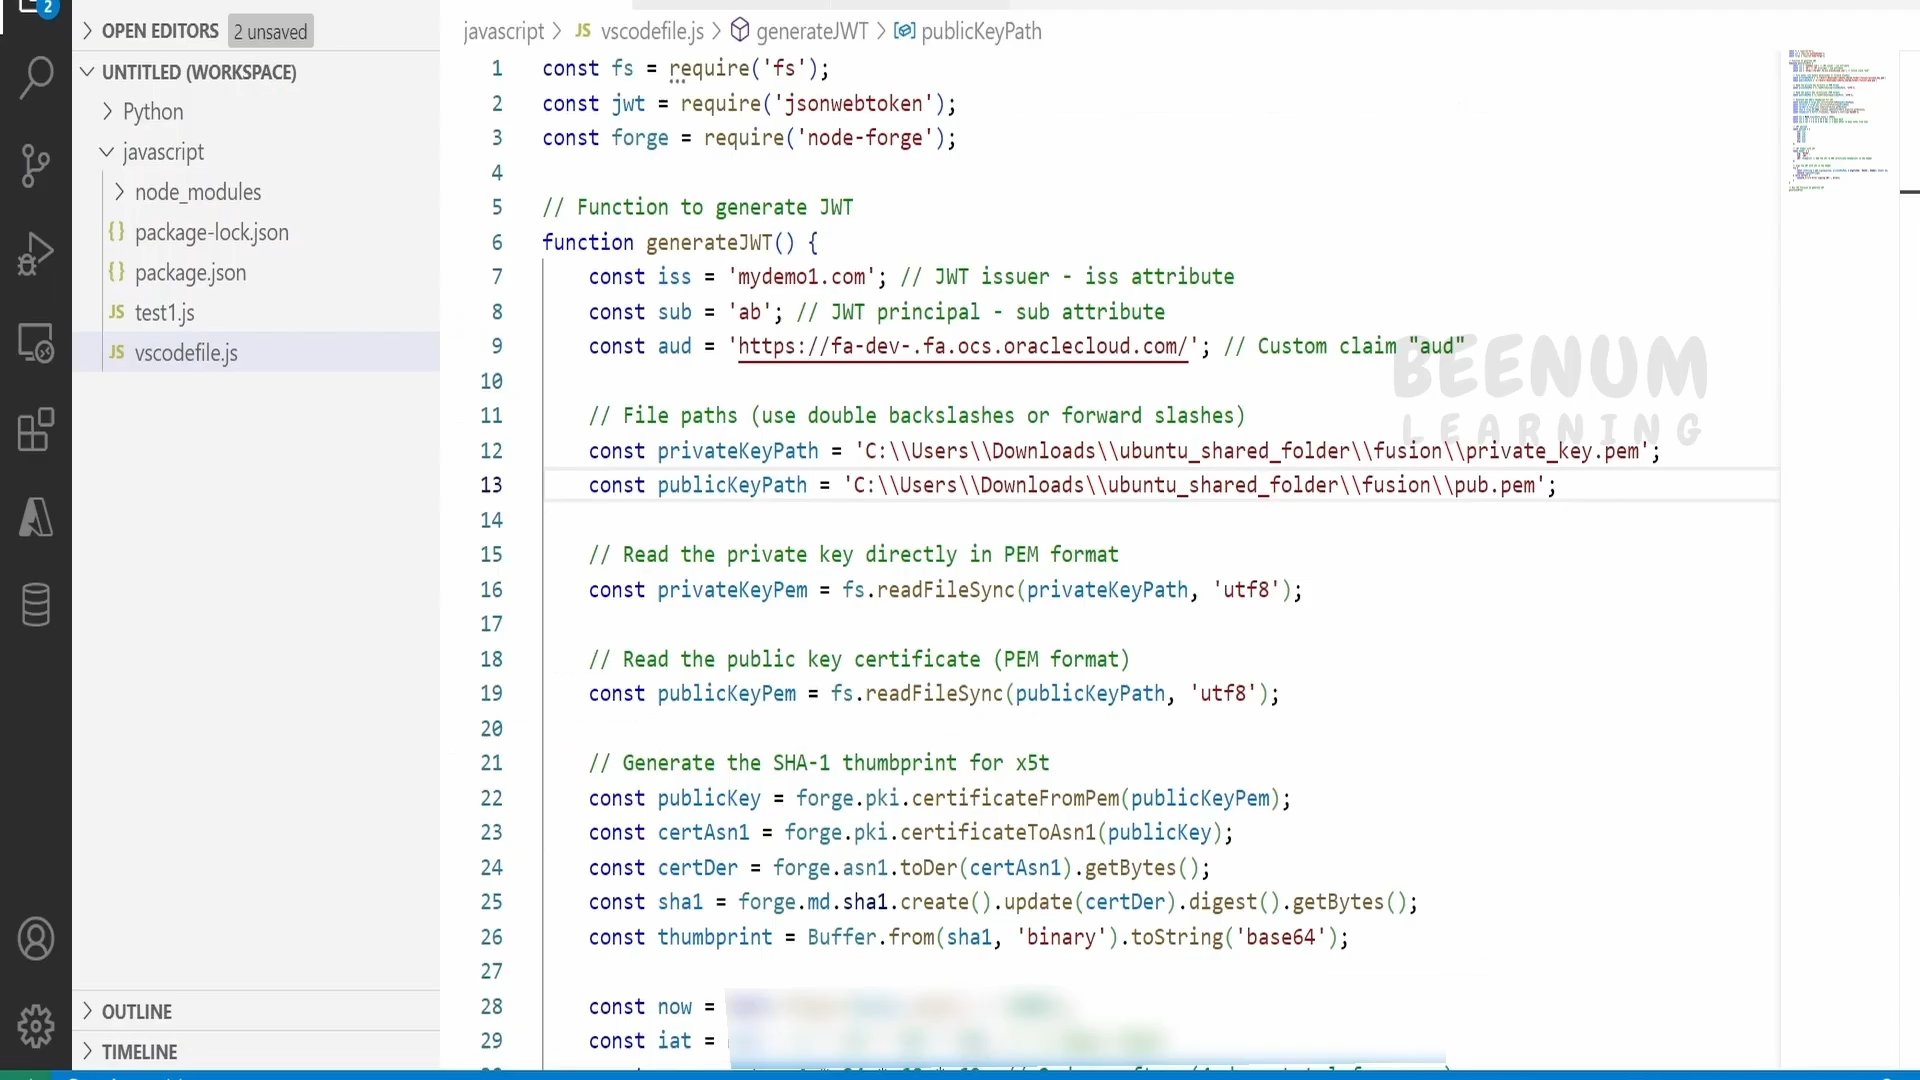 2
OPEN EDITORS 2 unsaved
UNTITLED (WORKSPACE)
Python
javascript
node_modules
{} package-lock.json
{} package.json
JS test1.js
JS vscodefile.js
OUTLINE
TIMELINE
javascript > JS vscodefile.js > generateJWT > publicKeyPath
1 const fs = require('fs');
2 const jwt = require('jsonwebtoken');
3 const forge = require('node-forge');
4
5 // Function to generate JWT
6 function generateJWT() {
7 const iss = 'mydemo1.com'; // JWT issuer - iss attribute
8 const sub = 'ab'; // JWT principal - sub attribute
9 const aud = 'https://fa-dev-.fa.ocs.oraclecloud.com/'; // Custom claim "aud"
10
11 // File paths (use double backslashes or forward slashes)
12 const privateKeyPath = 'C:\\Users\\Downloads\\ubuntu_shared_folder\\fusion\\private_key.pem';
13 const publicKeyPath = 'C:\\Users\\Downloads\\ubuntu_shared_folder\\fusion\\pub.pem';
14
15 // Read the private key directly in PEM format
16 const privateKeyPem = fs.readFileSync(privateKeyPath, 'utf8');
17
18 // Read the public key certificate (PEM format)
19 const publicKeyPem = fs.readFileSync(publicKeyPath, 'utf8');
20
21 // Generate the SHA-1 thumbprint for x5t
22 const publicKey = forge.pki.certificateFromPem(publicKeyPem);
23 const certAsn1 = forge.pki.certificateToAsn1(publicKey);
24 const certDer = forge.asn1.toDer(certAsn1).getBytes();
25 const sha1 = forge.md.sha1.create().update(certDer).digest().getBytes();
26 const thumbprint = Buffer.from(sha1, 'binary').toString('base64');
27
28 const now =
29 const iat =
BEENUM
LEARNING